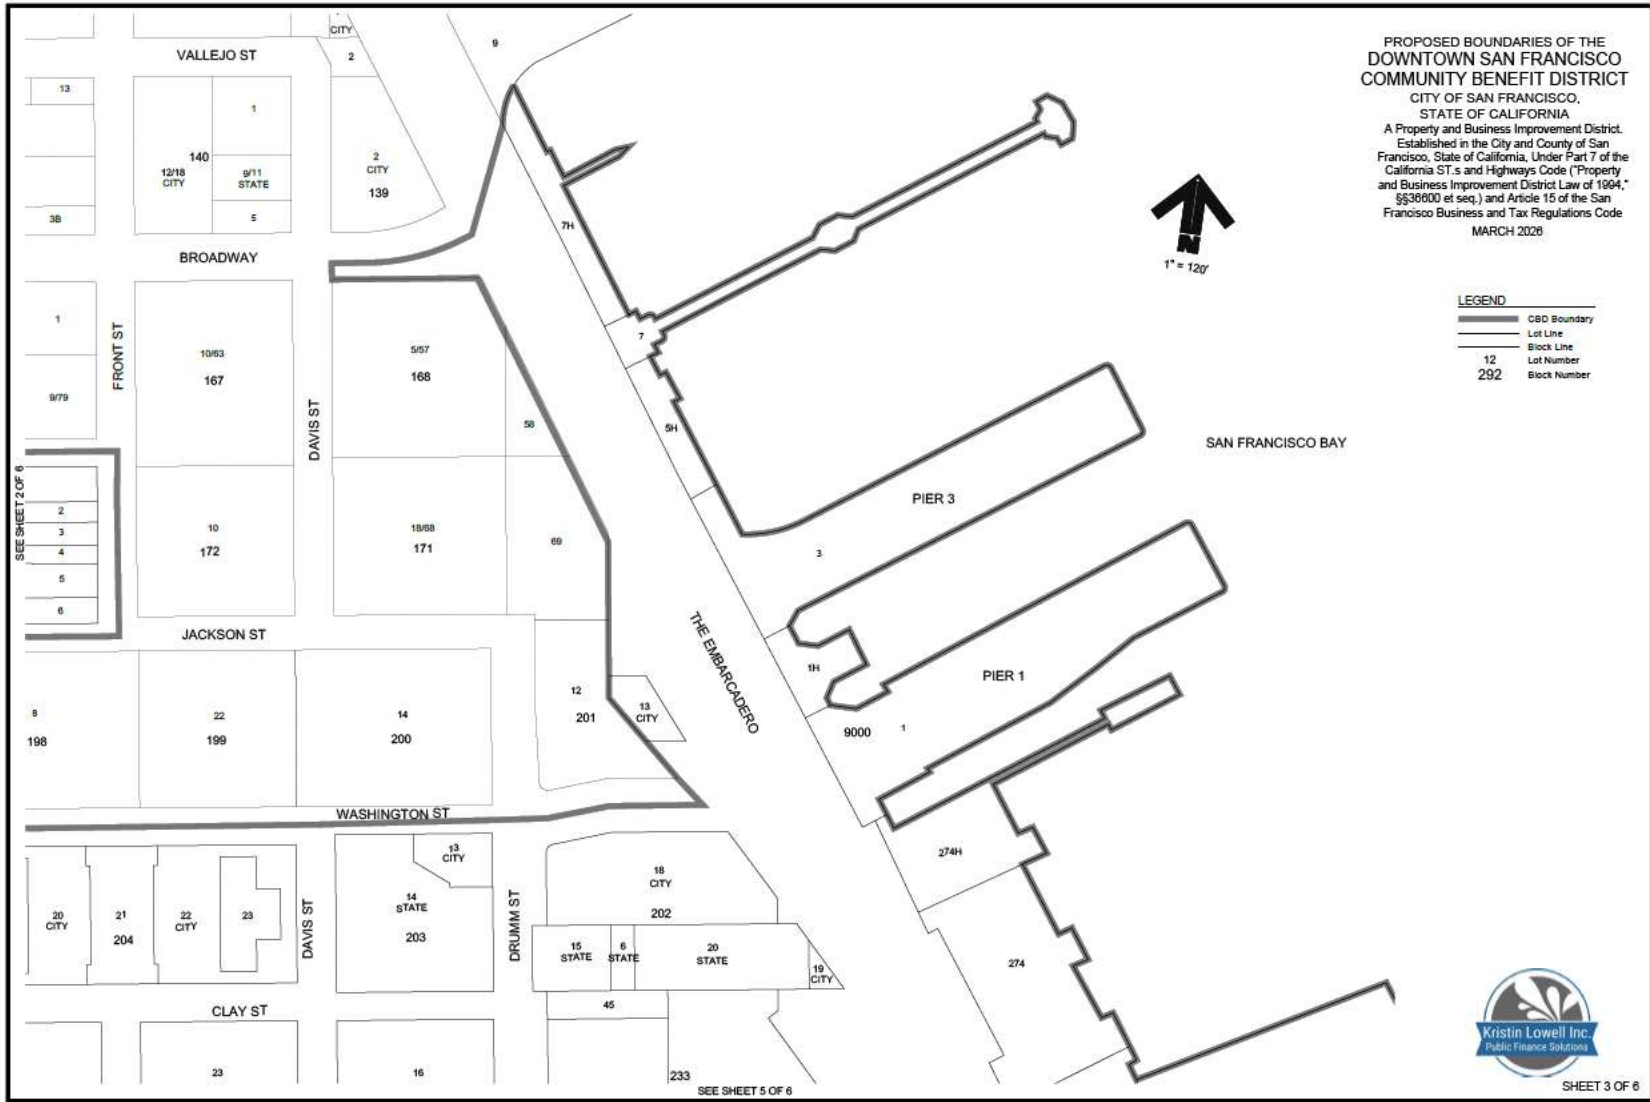 PROPOSED BOUNDARIES OF THE
DOWNTOWN SAN FRANCISCO
COMMUNITY BENEFIT DISTRICT
CITY OF SAN FRANCISCO,
STATE OF CALIFORNIA
A Property and Business Improvement District.
Established in the City and County of San
Francisco, State of California, Under Part 7 of the
California ST.s and Highways Code ("Property
and Business Improvement District Law of 1994,"
§§36600 et seq.) and Article 15 of the San
Francisco Business and Tax Regulations Code
MARCH 2026
N
1" = 120'
LEGEND
CBD Boundary
Lot Line
Block Line
12 Lot Number
292 Block Number
CITY
VALLEJO ST
2
9
13
1
140
12/18
CITY
9/11
STATE
5
2
CITY
139
3B
7H
BROADWAY
FRONT ST
1
10/63
167
5/57
168
7
9/79
DAVIS ST
58
5H
SAN FRANCISCO BAY
SEE SHEET 2 OF 6
2
3
4
5
6
10
172
18/68
171
69
PIER 3
3
JACKSON ST
THE EMBARCADERO
1H
PIER 1
8
198
22
199
14
200
12
201
13
CITY
9000
1
WASHINGTON ST
13
CITY
274H
20
CITY
21
204
22
CITY
23
DAVIS ST
14
STATE
203
DRUMM ST
18
CITY
202
15
STATE
6
STATE
20
STATE
19
CITY
274
45
CLAY ST
23
16
233
SEE SHEET 5 OF 6
Kristin Lowell Inc.
Public Finance Solutions
SHEET 3 OF 6